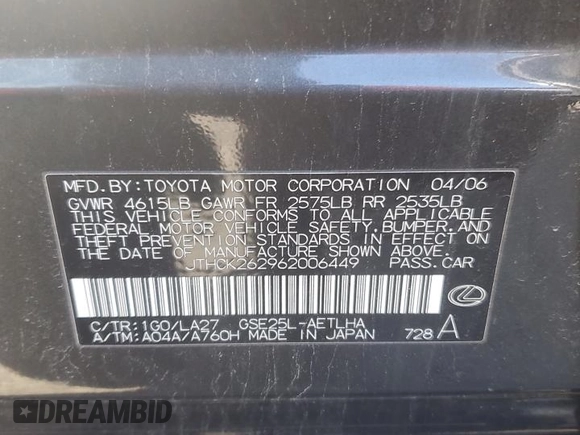 MFD. BY: TOYOTA MOTOR CORPORATION 04/06
GVWR 4615LB GAWR FR 2575LB RR 2535LB
THIS VEHICLE CONFORMS TO ALL APPLICABLE
FEDERAL MOTOR VEHICLE SAFETY, BUMPER, AND
THEFT PREVENTION STANDARDS IN EFFECT ON
THE DATE OF MANUFACTURE SHOWN ABOVE.
JTHCK262962006449 PASS. CAR
C/TR: 1G0/LA27 GSE25L-AETLHA
A/TM: A04A/A760H MADE IN JAPAN 728 A
DREAMBID